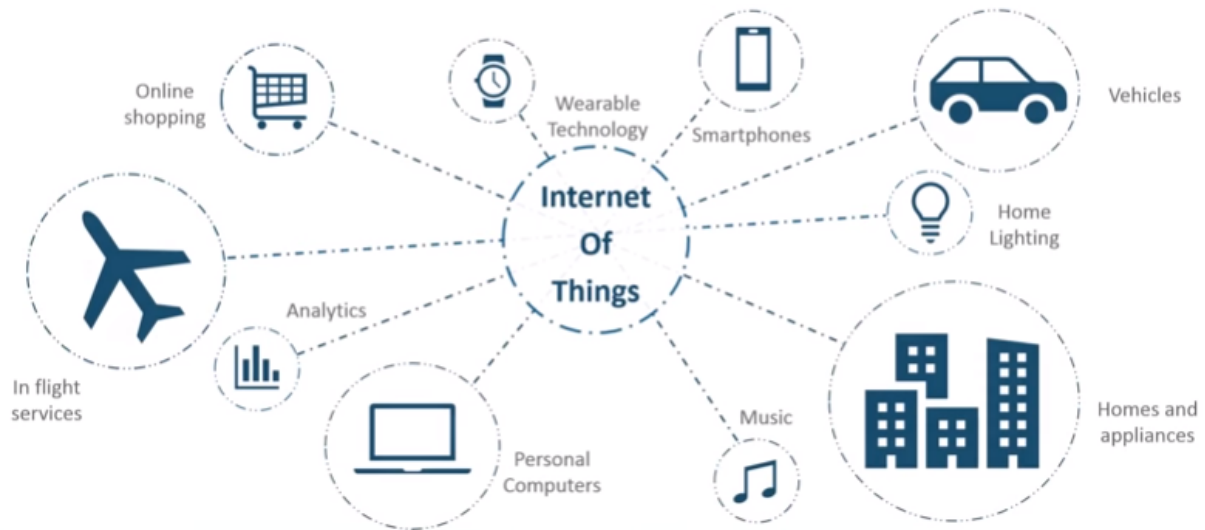 Online
shopping
Wearable
Technology
Smartphones
Vehicles
Internet
Of
Things
Home
Lighting
In flight
services
Analytics
Personal
Computers
Music
Homes and
appliances